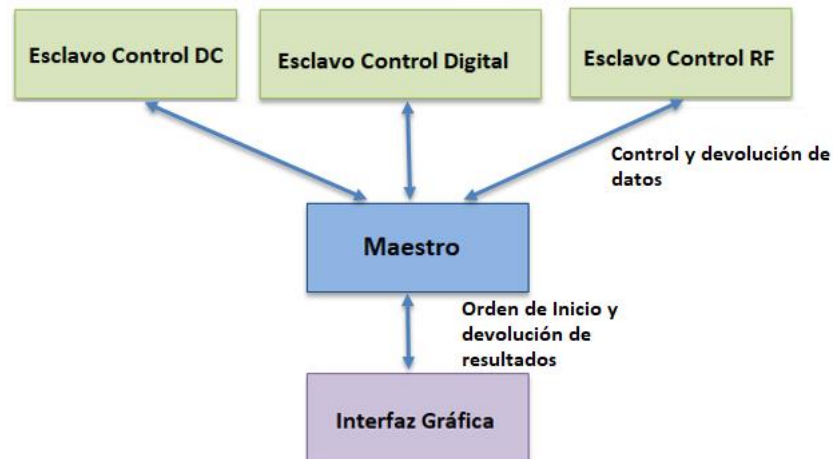 Esclavo Control DC
Esclavo Control Digital
Esclavo Control RF
Control y devolución de
datos
Maestro
Orden de Inicio y
devolución de
resultados
Interfaz Gráfica